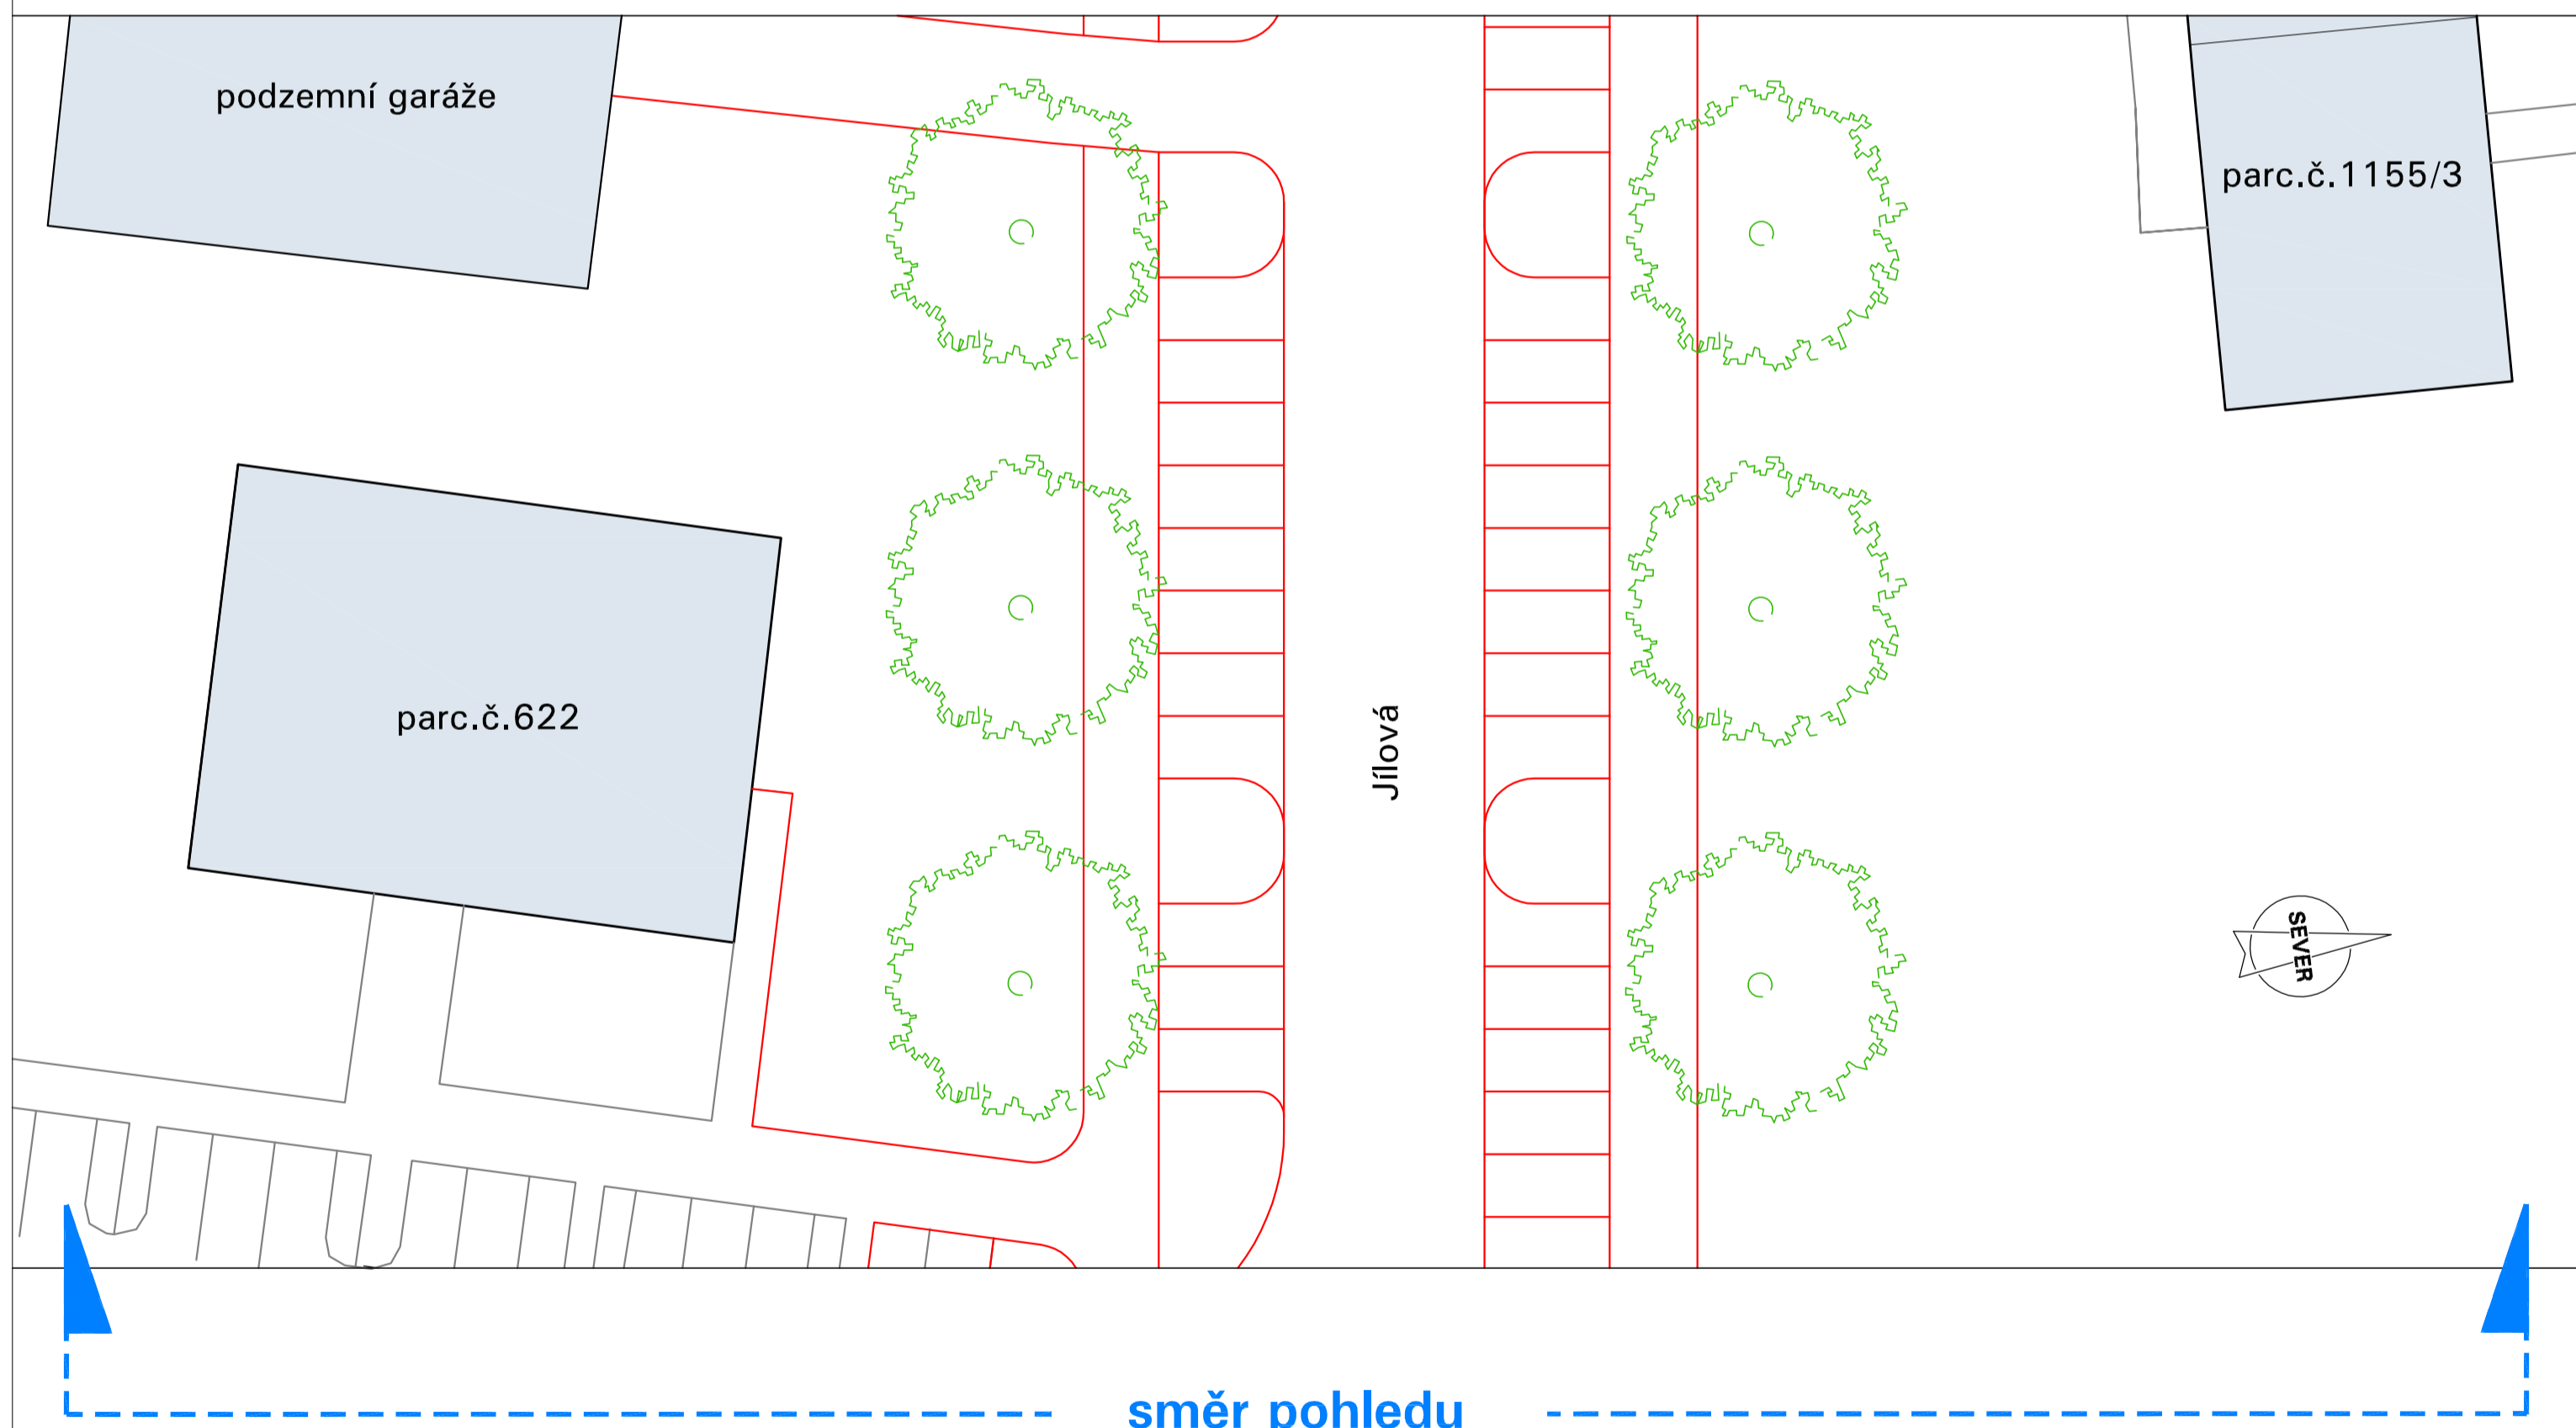 podzemní garáže
parc.č.1155/3
parc.č.622
Jílová
SEVER
směr pohledu